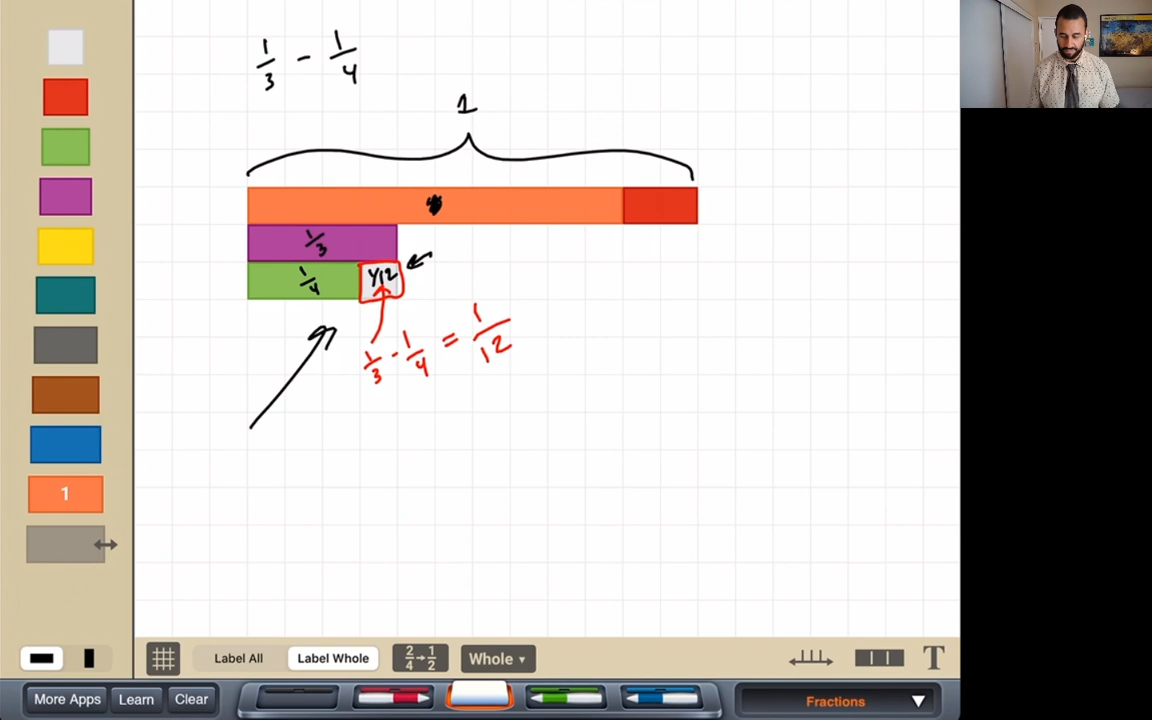 1/3 - 1/4
1
1/3
1/4 1/12
1/3 - 1/4 = 1/12
1
Label All Label Whole 2/4→1/2 Whole ▾ T
More Apps Learn Clear Fractions ▼